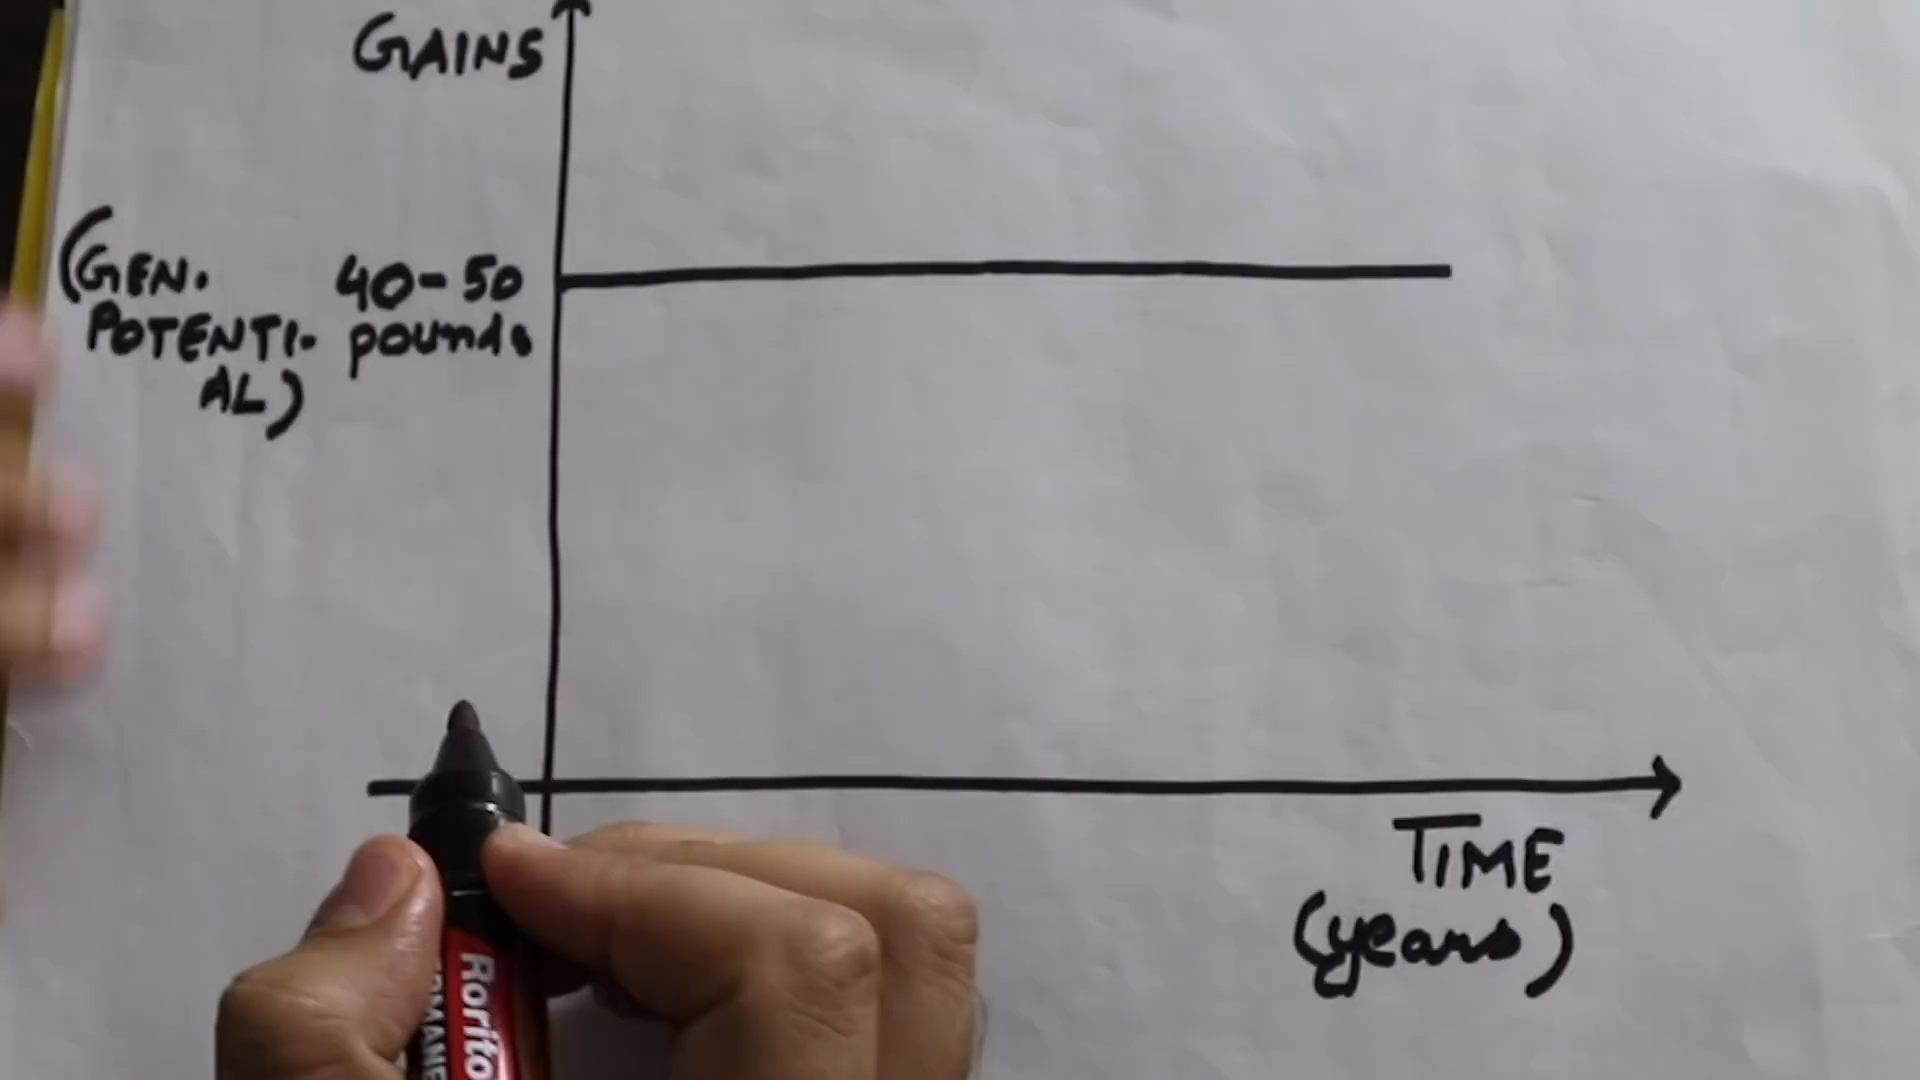 GAINS
(GEN. 40-50
POTENTI. pounds
AL)
TIME
(years)
Rorito